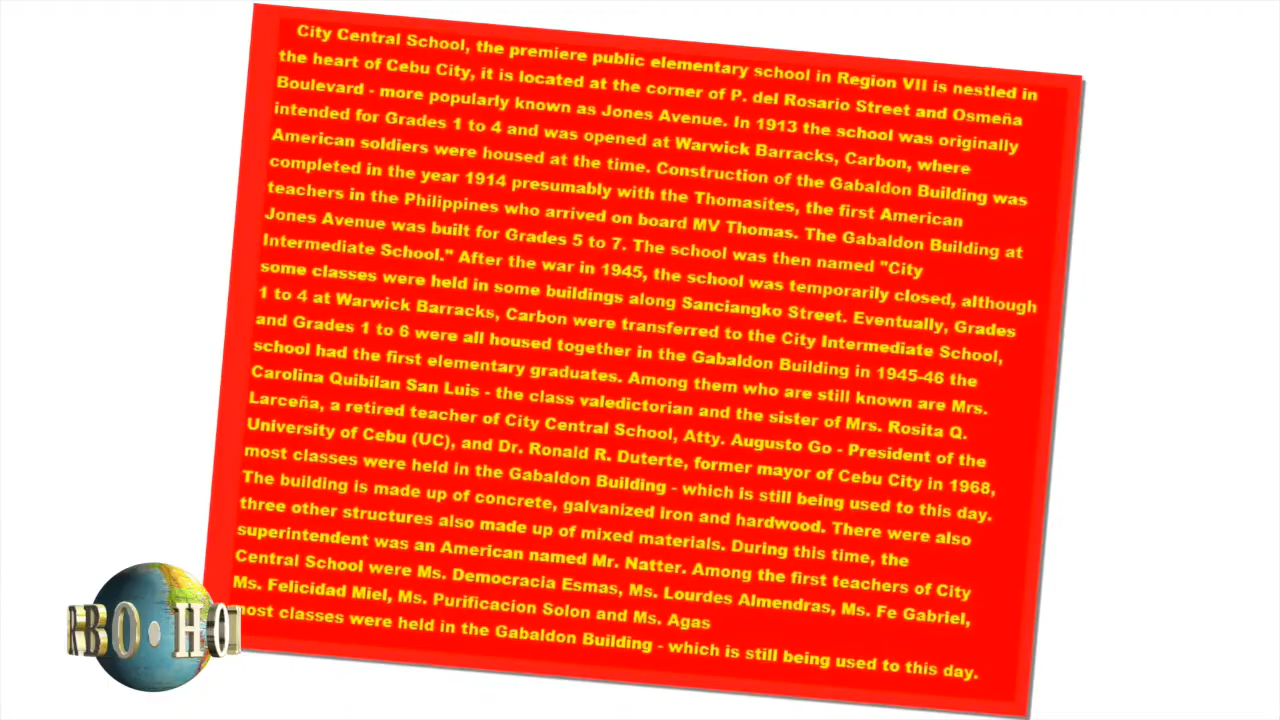 City Central School, the premiere public elementary school in Region VII is nestled in
the heart of Cebu City, it is located at the corner of P. del Rosario Street and Osmeña
Boulevard - more popularly known as Jones Avenue. In 1913 the school was originally
intended for Grades 1 to 4 and was opened at Warwick Barracks, Carbon, where
American soldiers were housed at the time. Construction of the Gabaldon Building was
completed in the year 1914 presumably with the Thomasites, the first American
teachers in the Philippines who arrived on board MV Thomas. The Gabaldon Building at
Jones Avenue was built for Grades 5 to 7. The school was then named "City
Intermediate School." After the war in 1945, the school was temporarily closed, although
some classes were held in some buildings along Sanciangko Street. Eventually, Grades
1 to 4 at Warwick Barracks, Carbon were transferred to the City Intermediate School,
and Grades 1 to 6 were all housed together in the Gabaldon Building in 1945-46 the
school had the first elementary graduates. Among them who are still known are Mrs.
Carolina Quibilan San Luis - the class valedictorian and the sister of Mrs. Rosita Q.
Larceña, a retired teacher of City Central School, Atty. Augusto Go - President of the
University of Cebu (UC), and Dr. Ronald R. Duterte, former mayor of Cebu City in 1968,
most classes were held in the Gabaldon Building - which is still being used to this day.
The building is made up of concrete, galvanized iron and hardwood. There were also
three other structures also made up of mixed materials. During this time, the
superintendent was an American named Mr. Natter. Among the first teachers of City
Central School were Ms. Democracia Esmas, Ms. Lourdes Almendras, Ms. Fe Gabriel,
Ms. Felicidad Miel, Ms. Purificacion Solon and Ms. Agas
most classes were held in the Gabaldon Building - which is still being used to this day.